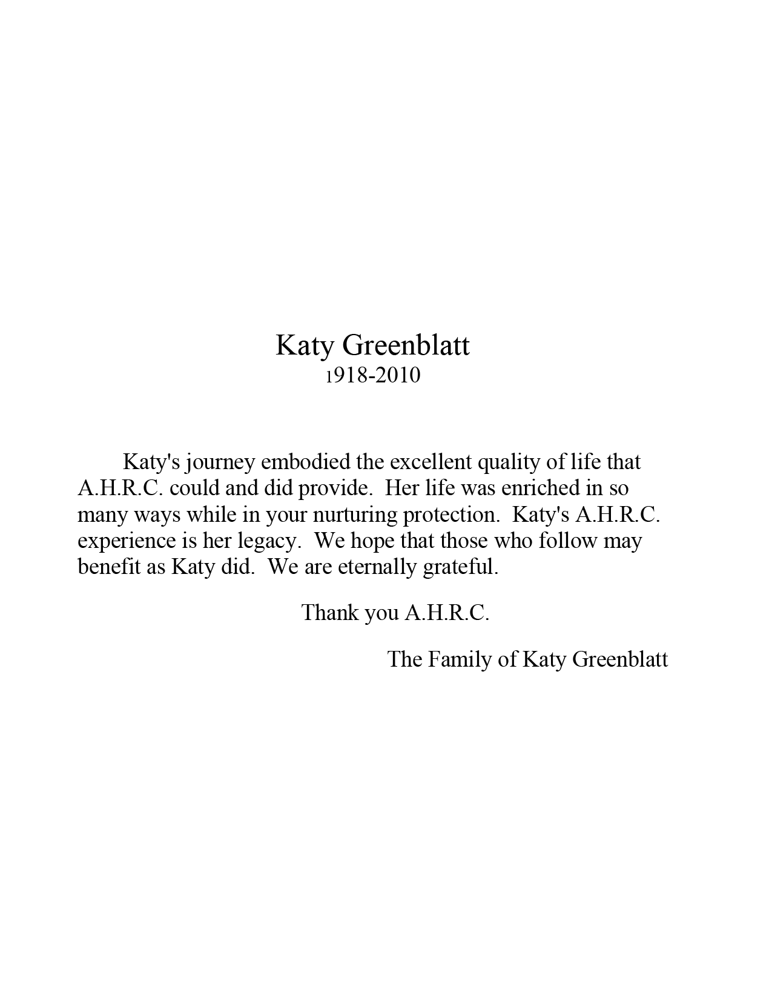 Katy Greenblatt
1918-2010
Katy's journey embodied the excellent quality of life that
A.H.R.C. could and did provide.  Her life was enriched in so
many ways while in your nurturing protection.  Katy's A.H.R.C.
experience is her legacy.  We hope that those who follow may
benefit as Katy did.  We are eternally grateful.
Thank you A.H.R.C.
The Family of Katy Greenblatt